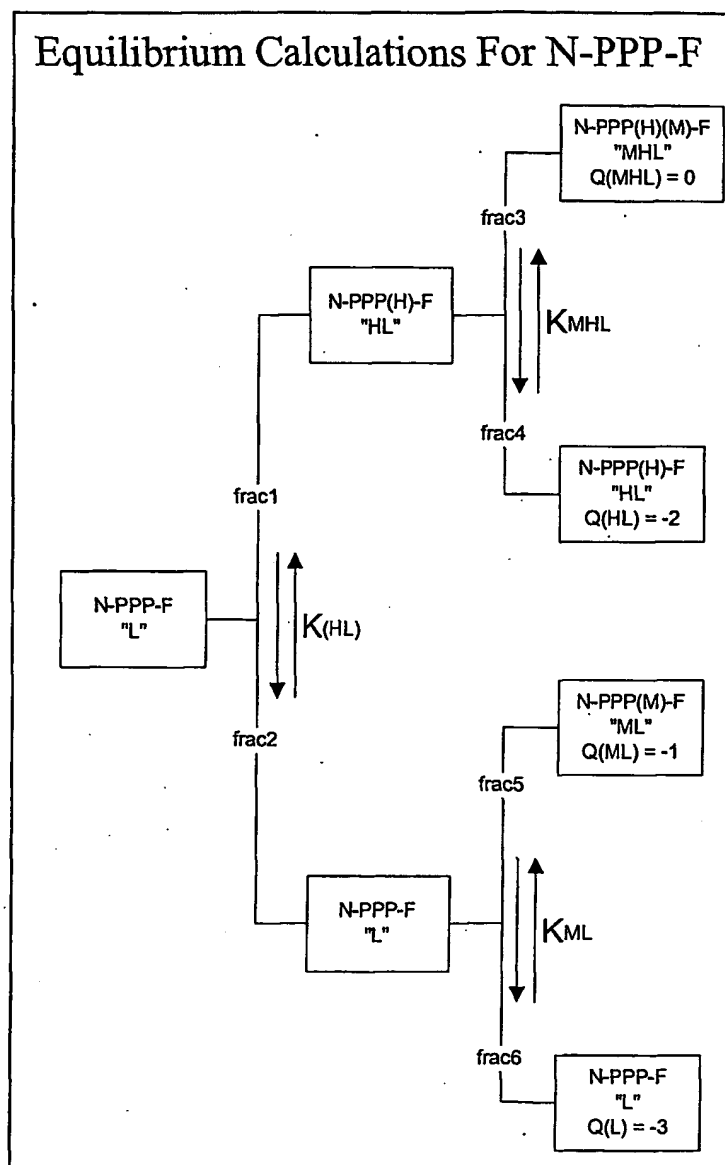 Equilibrium Calculations For N-PPP-F
N-PPP(H)(M)-F
"MHL"
Q(MHL) = 0
frac3
N-PPP(H)-F
"HL"
KMHL
frac4
N-PPP(H)-F
"HL"
Q(HL) = -2
frac1
N-PPP-F
"L"
K(HL)
frac2
N-PPP(M)-F
"ML"
Q(ML) = -1
frac5
N-PPP-F
"L"
KML
frac6
N-PPP-F
"L"
Q(L) = -3